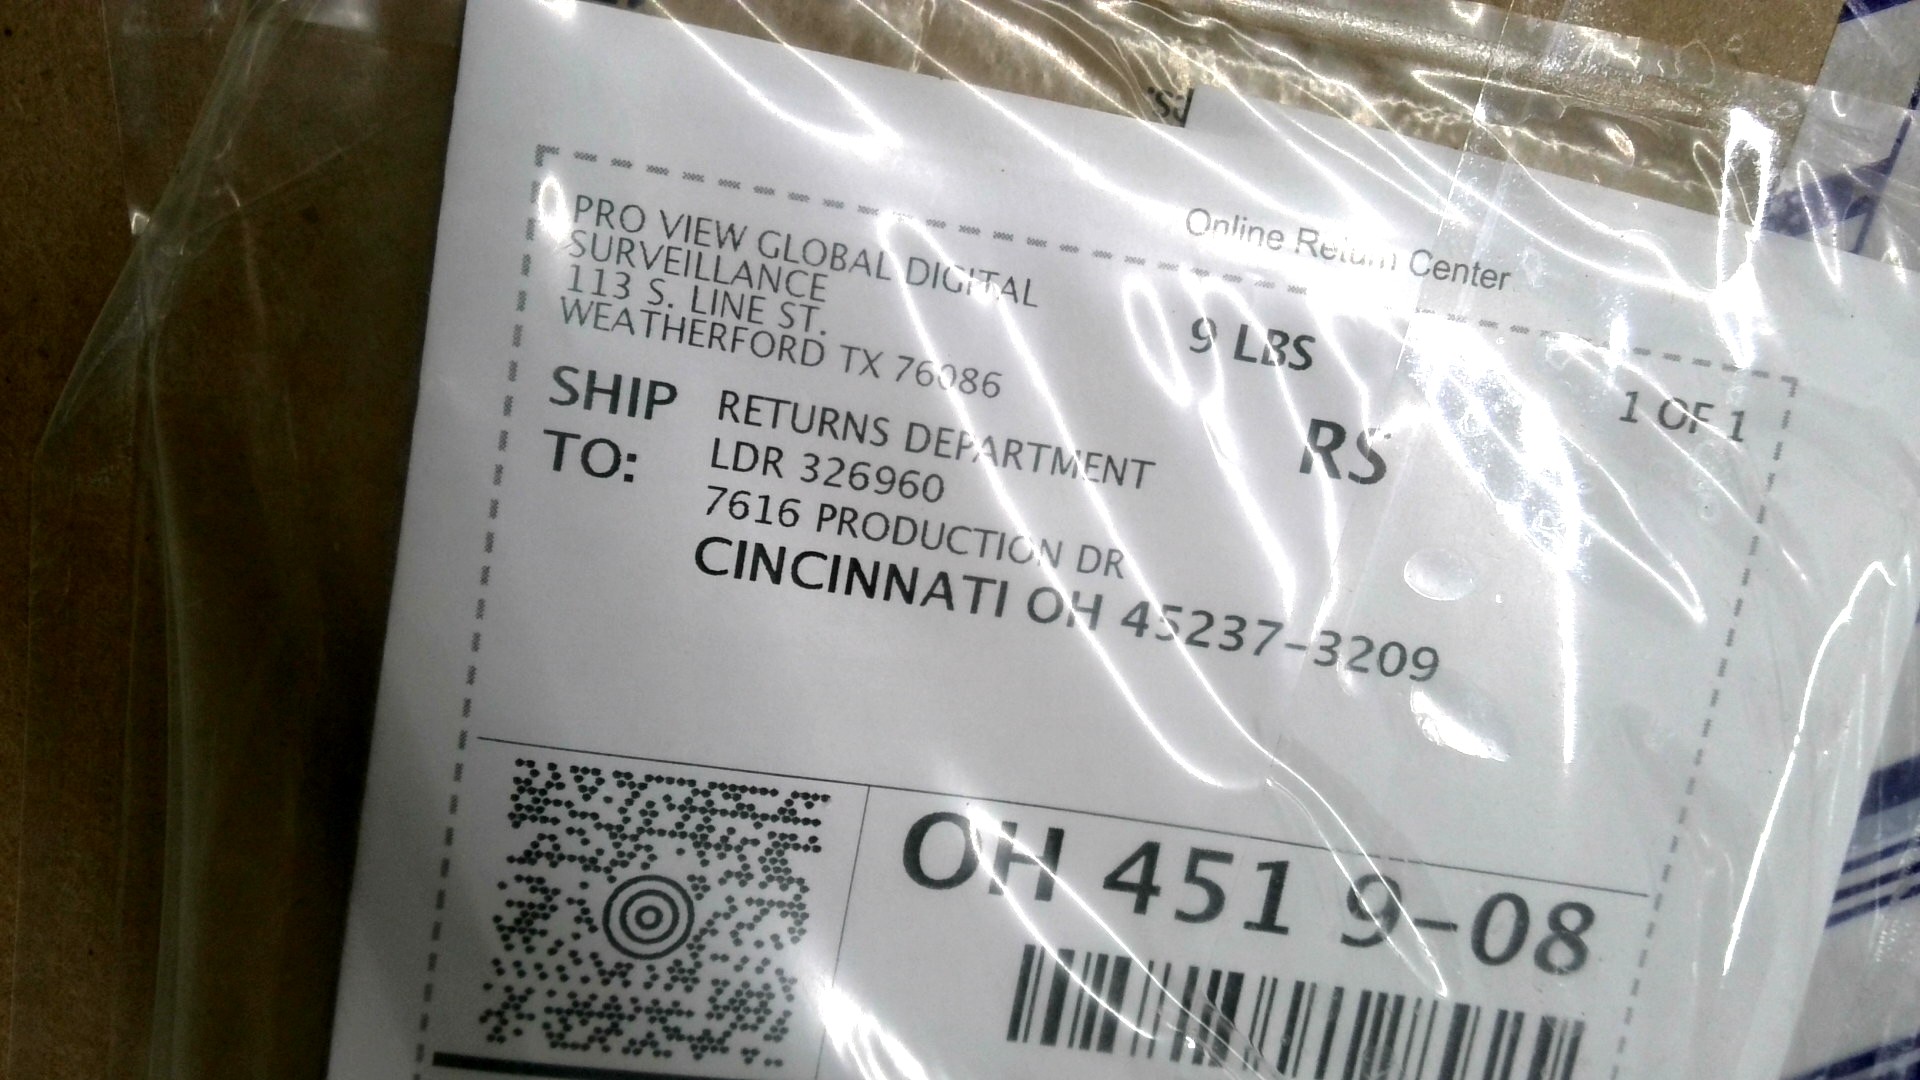 Online Return Center
PRO VIEW GLOBAL DIGITAL
SURVEILLANCE
113 S. LINE ST.
WEATHERFORD TX 76086
9 LBS
1 OF 1
RS
SHIP
TO:
RETURNS DEPARTMENT
LDR 326960
7616 PRODUCTION DR
CINCINNATI OH 45237-3209
OH 451 9-08